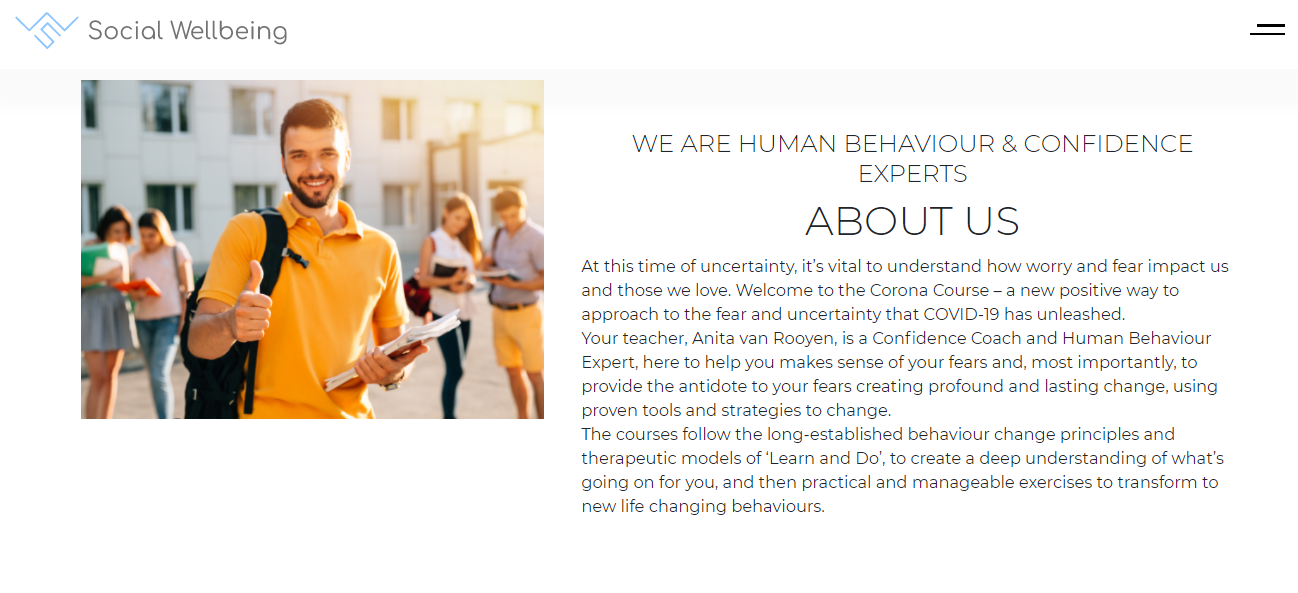 Social Wellbeing
WE ARE HUMAN BEHAVIOUR & CONFIDENCE
EXPERTS
ABOUT US
At this time of uncertainty, it’s vital to understand how worry and fear impact us
and those we love. Welcome to the Corona Course – a new positive way to
approach to the fear and uncertainty that COVID-19 has unleashed.
Your teacher, Anita van Rooyen, is a Confidence Coach and Human Behaviour
Expert, here to help you makes sense of your fears and, most importantly, to
provide the antidote to your fears creating profound and lasting change, using
proven tools and strategies to change.
The courses follow the long-established behaviour change principles and
therapeutic models of ‘Learn and Do’, to create a deep understanding of what’s
going on for you, and then practical and manageable exercises to transform to
new life changing behaviours.